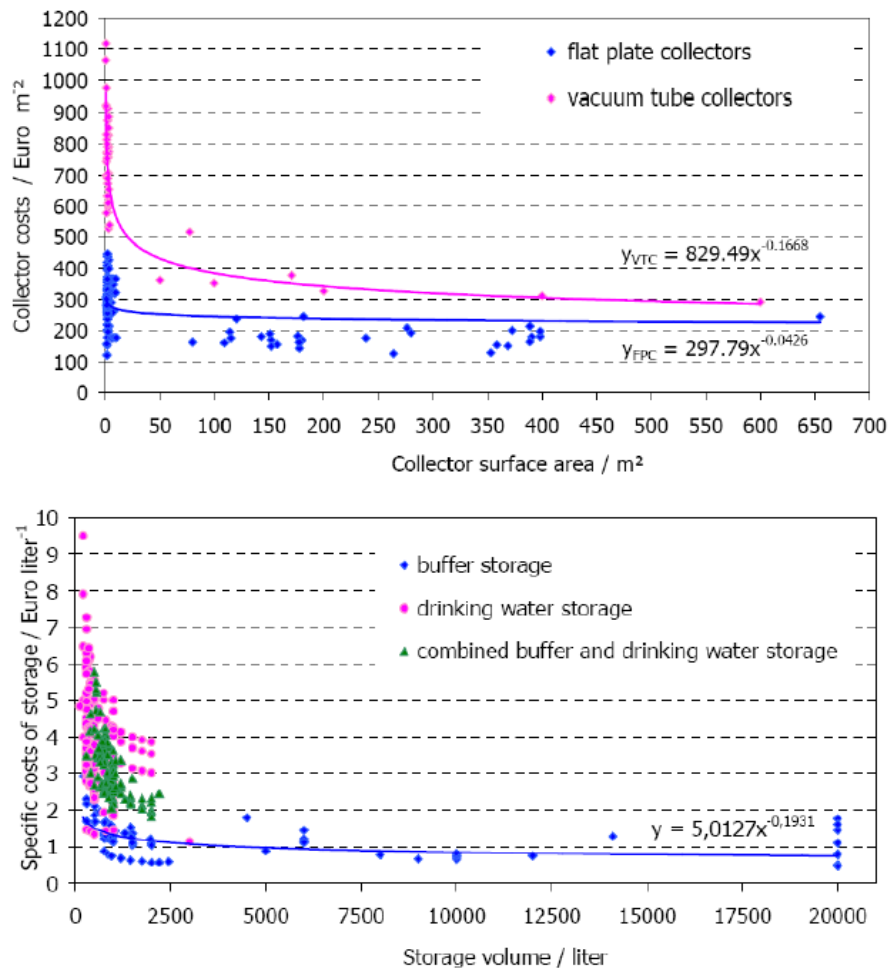 1200
1100
1000
900
800
700
600
500
400
300
200
100
0
Collector costs / Euro m⁻²
flat plate collectors
vacuum tube collectors
y_VTC = 829.49x^-0.1668
y_FPC = 297.79x^-0.0426
0 50 100 150 200 250 300 350 400 450 500 550 600 650 700
Collector surface area / m²
10
9
8
7
6
5
4
3
2
1
0
Specific costs of storage / Euro liter⁻¹
buffer storage
drinking water storage
combined buffer and drinking water storage
y = 5,0127x^-0,1931
0 2500 5000 7500 10000 12500 15000 17500 20000
Storage volume / liter